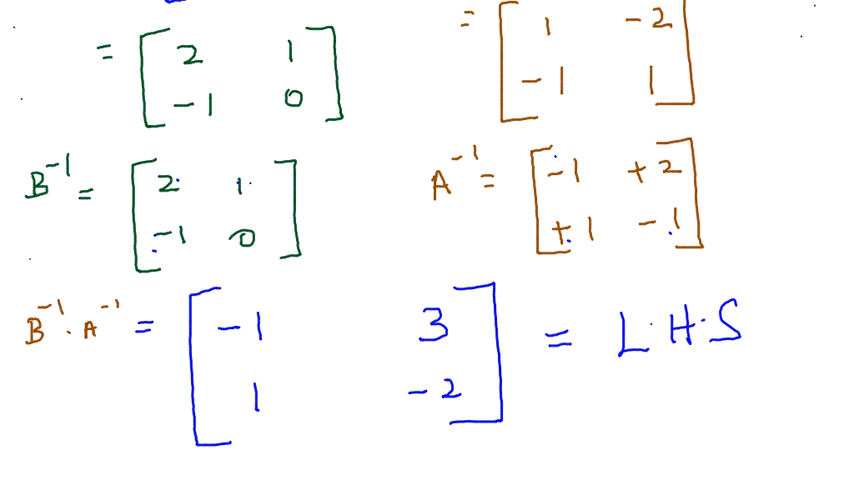 = [ 2 1 = [ 1 -2
-1 0 ] -1 1 ]
B⁻¹ = [ 2 1 A⁻¹ = [ -1 +2
-1 0 ] +1 -1 ]
B⁻¹ · A⁻¹ = [ -1 3 = L.H.S
1 -2 ]